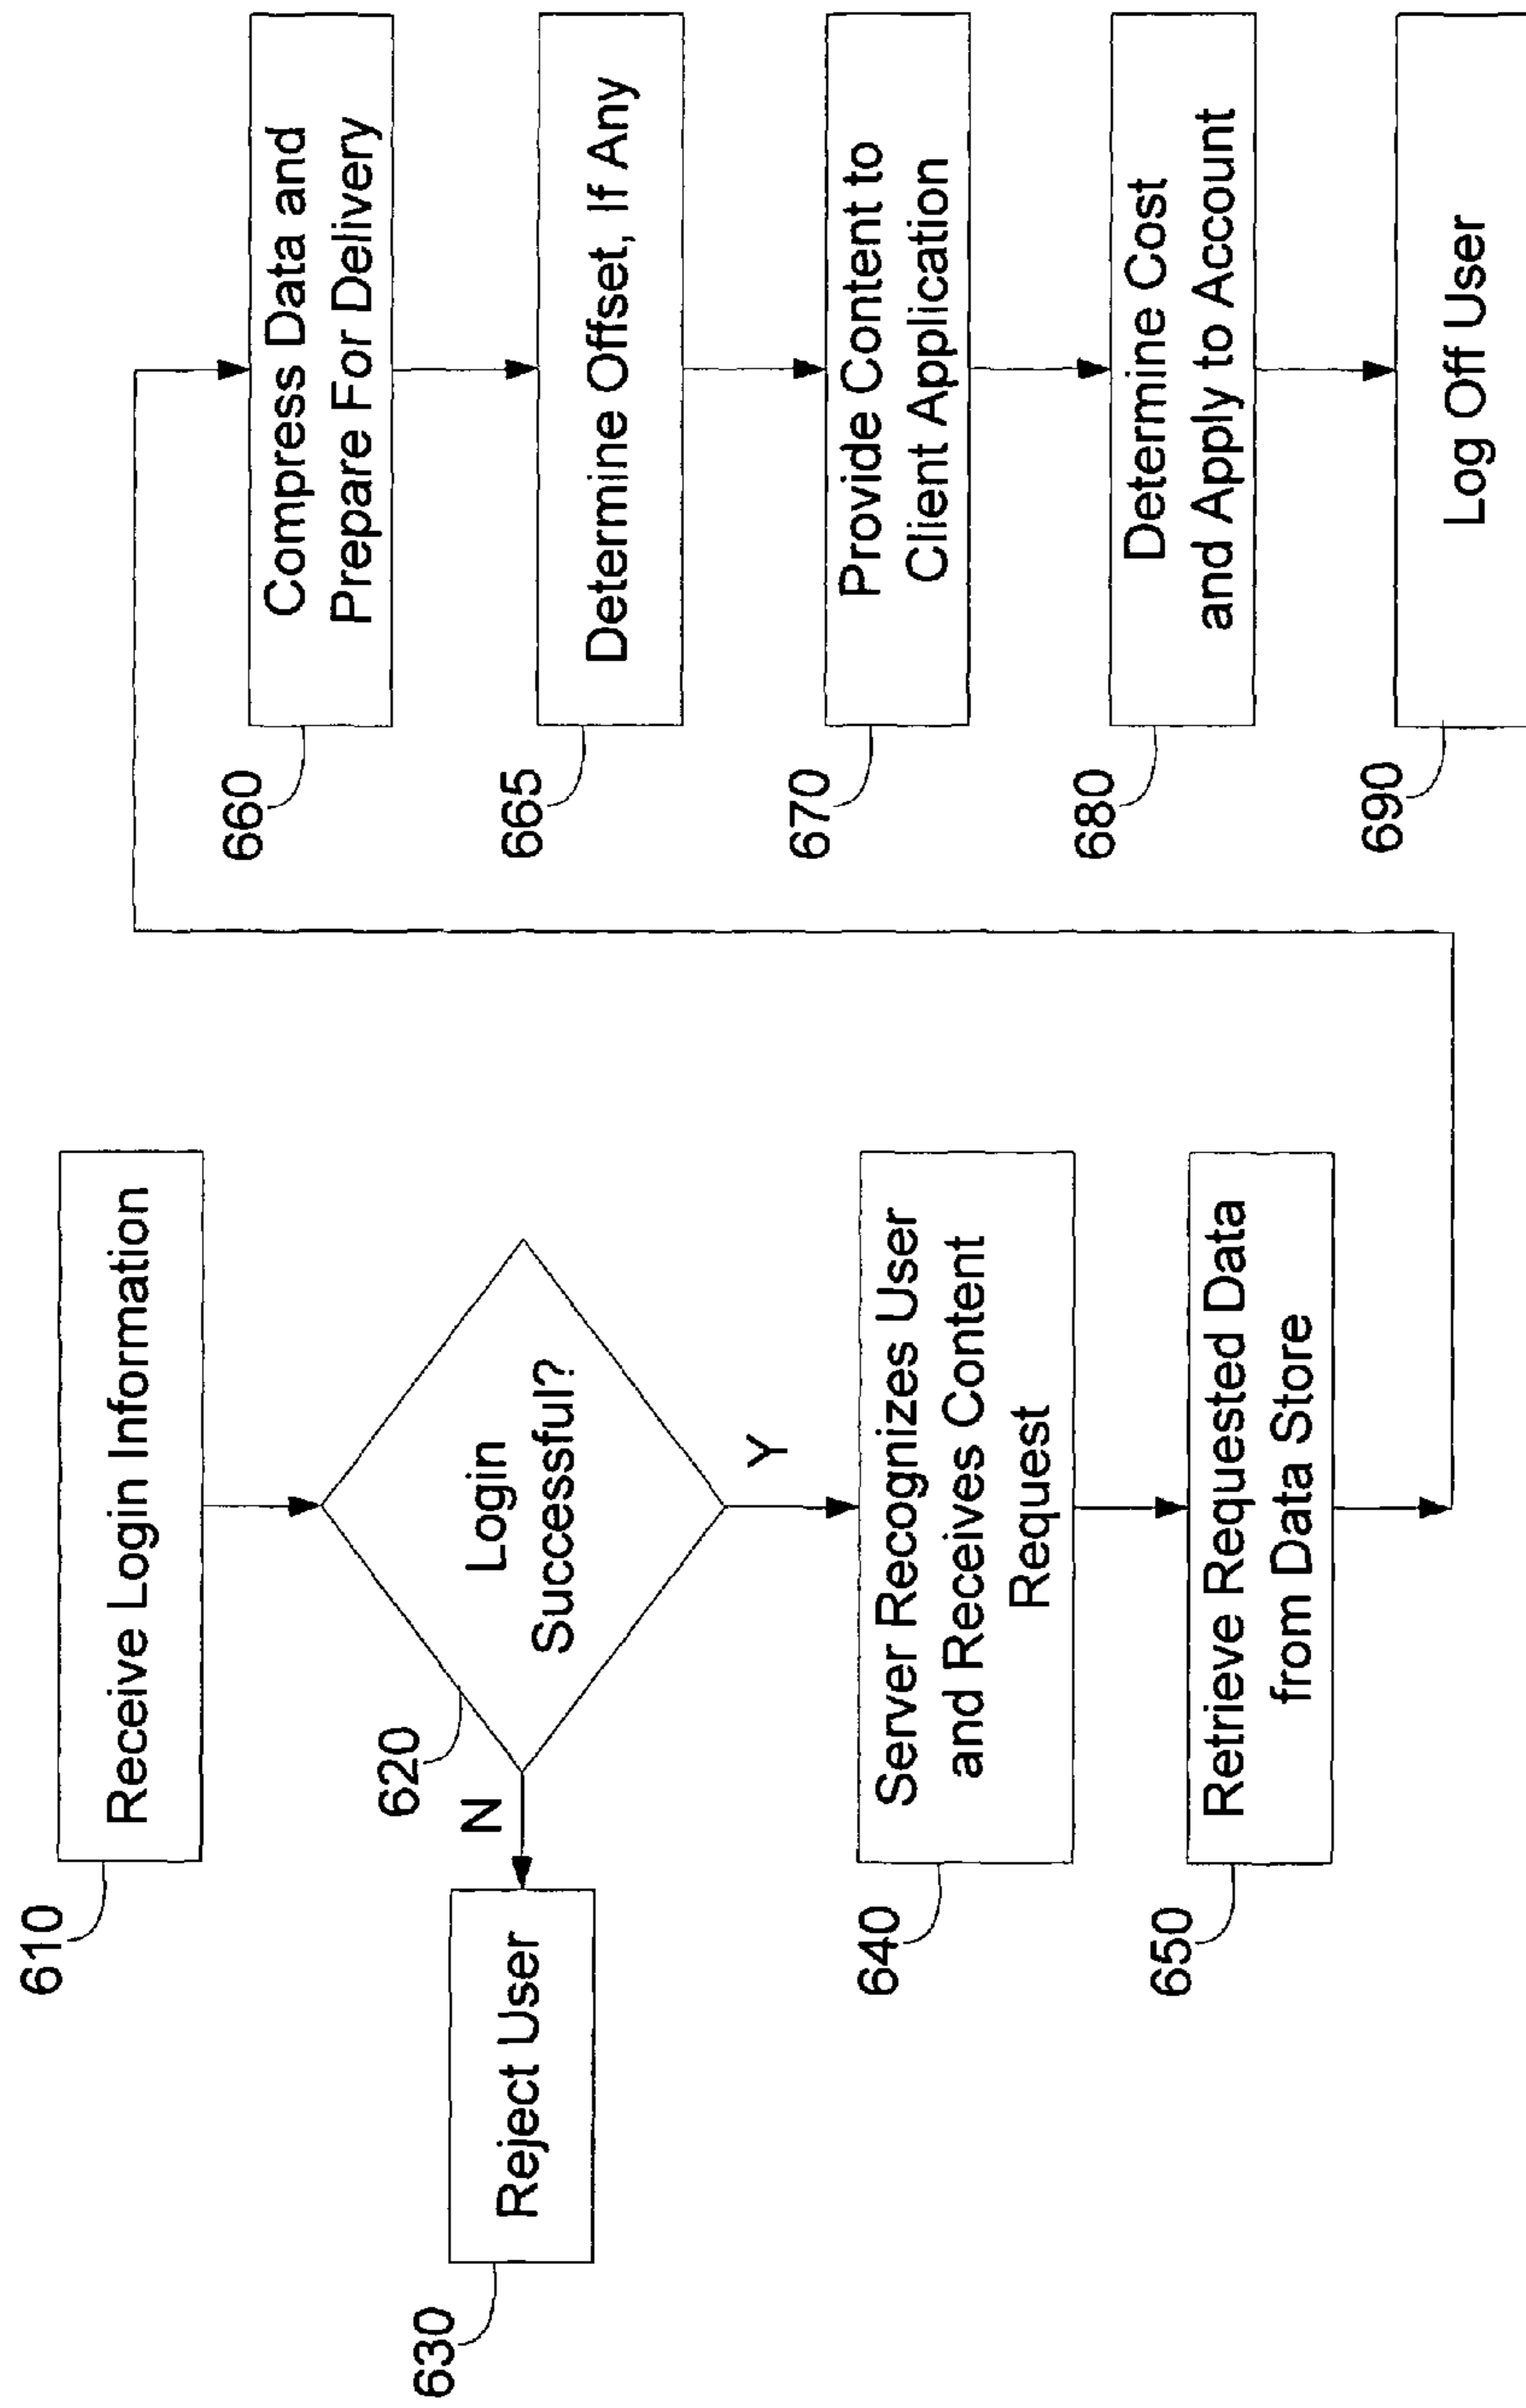 610
Receive Login Information
620
Login
Successful?
N
Y
630
Reject User
640
Server Recognizes User
and Receives Content
Request
650
Retrieve Requested Data
from Data Store
660
Compress Data and
Prepare For Delivery
665
Determine Offset, If Any
670
Provide Content to
Client Application
680
Determine Cost
and Apply to Account
690
Log Off User